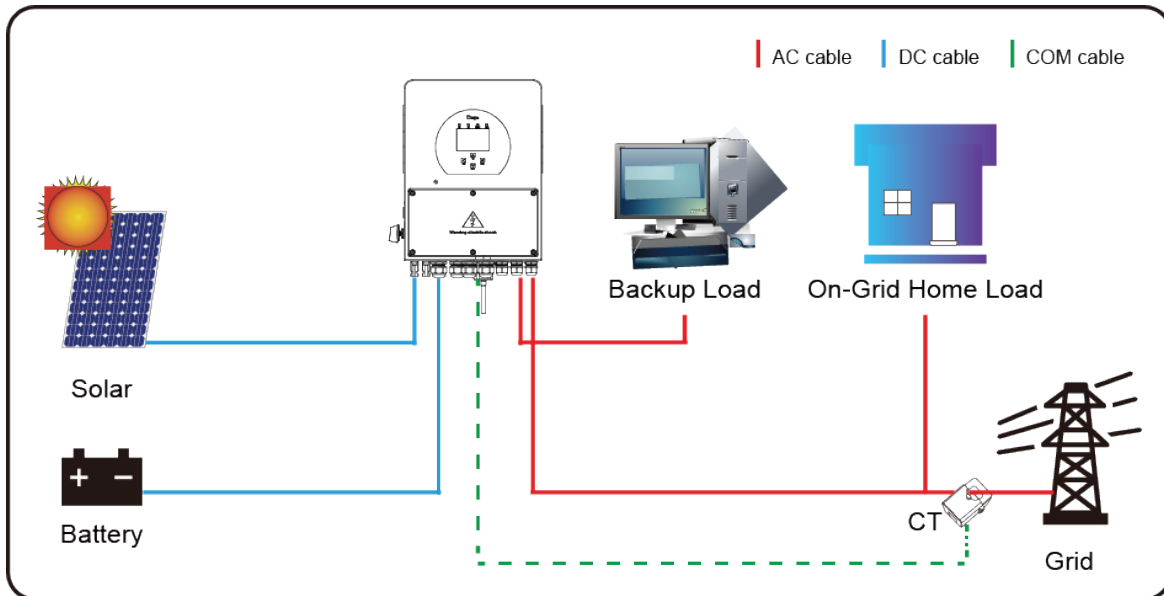 AC cable
DC cable
COM cable
Backup Load
On-Grid Home Load
Solar
+ −
Battery
CT
Grid